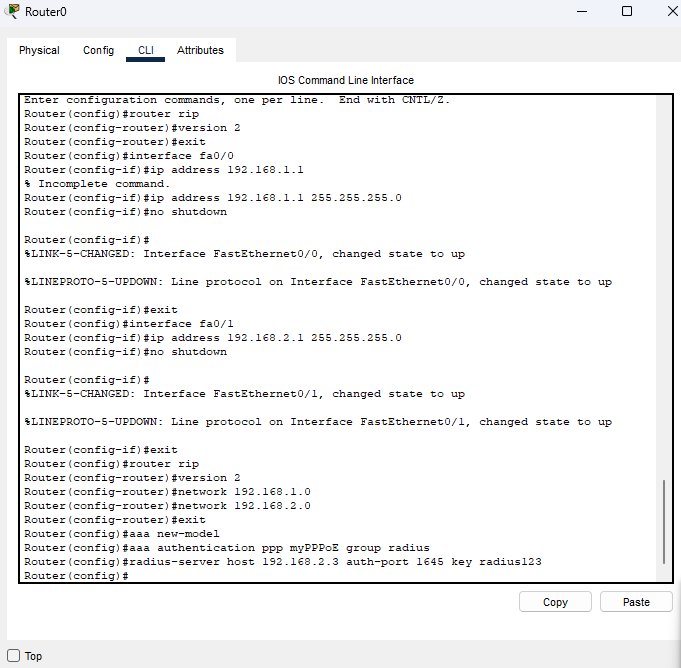 Router0
Physical Config CLI Attributes
IOS Command Line Interface
Enter configuration commands, one per line.  End with CNTL/Z.
Router(config)#router rip
Router(config-router)#version 2
Router(config-router)#exit
Router(config)#interface fa0/0
Router(config-if)#ip address 192.168.1.1
% Incomplete command.
Router(config-if)#ip address 192.168.1.1 255.255.255.0
Router(config-if)#no shutdown
Router(config-if)#
%LINK-5-CHANGED: Interface FastEthernet0/0, changed state to up
%LINEPROTO-5-UPDOWN: Line protocol on Interface FastEthernet0/0, changed state to up
Router(config-if)#exit
Router(config)#interface fa0/1
Router(config-if)#ip address 192.168.2.1 255.255.255.0
Router(config-if)#no shutdown
Router(config-if)#
%LINK-5-CHANGED: Interface FastEthernet0/1, changed state to up
%LINEPROTO-5-UPDOWN: Line protocol on Interface FastEthernet0/1, changed state to up
Router(config-if)#exit
Router(config)#router rip
Router(config-router)#version 2
Router(config-router)#network 192.168.1.0
Router(config-router)#network 192.168.2.0
Router(config-router)#exit
Router(config)#aaa new-model
Router(config)#aaa authentication ppp myPPPoE group radius
Router(config)#radius-server host 192.168.2.3 auth-port 1645 key radius123
Router(config)#
Copy Paste
Top